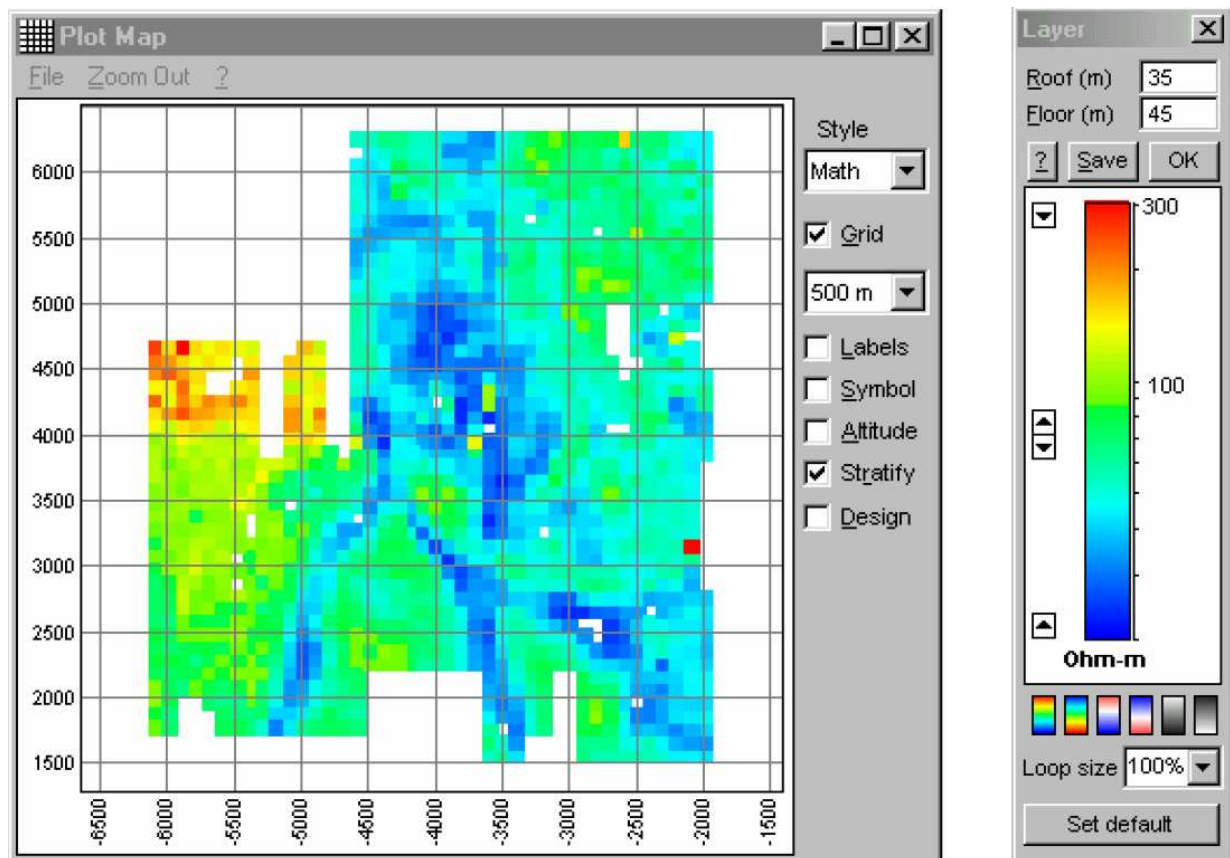 Plot Map
File Zoom Out ?
6000
5500
5000
4500
4000
3500
3000
2500
2000
1500
-6500 -6000 -5500 -5000 -4500 -4000 -3500 -3000 -2500 -2000 -1500
Style
Math
Grid
500 m
Labels
Symbol
Altitude
Stratify
Design
Layer
Roof (m) 35
Floor (m) 45
? Save OK
300
100
Ohm-m
Loop size 100%
Set default